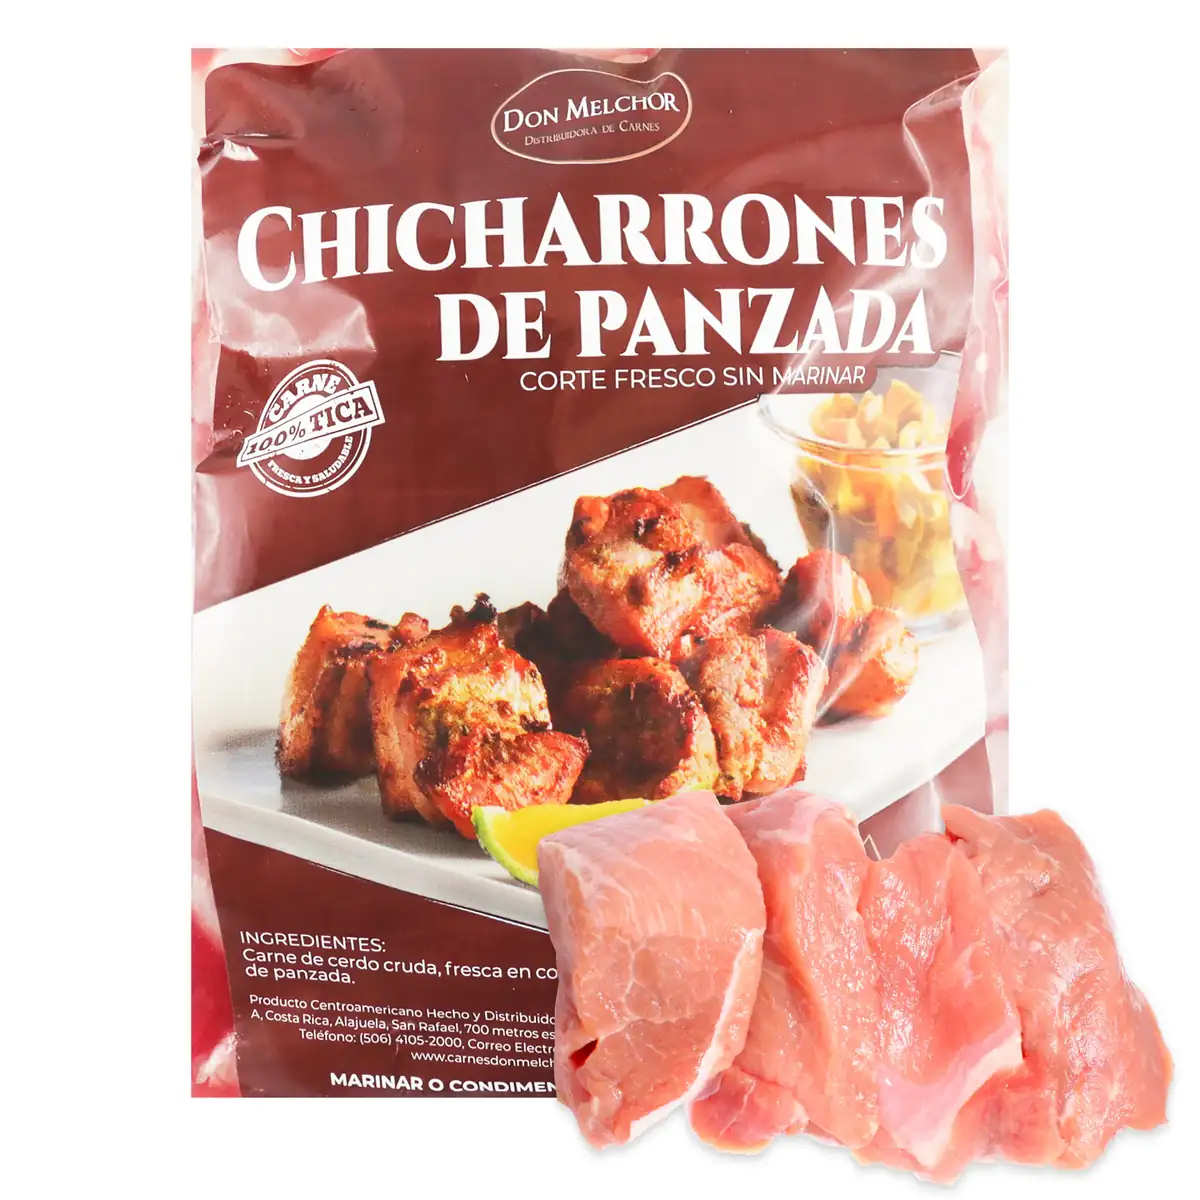 DON MELCHOR
DISTRIBUIDORA DE CARNES
CHICHARRONES
DE PANZADA
CORTE FRESCO SIN MARINAR
CARNE
100% TICA
FRESCA Y SALUDABLE
INGREDIENTES:
Carne de cerdo cruda, fresca en co
de panzada.
Producto Centroamericano Hecho y Distribuido
A, Costa Rica, Alajuela, San Rafael, 700 metros es
Teléfono: (506) 4105-2000, Correo Electr
www.carnesdonmelch
MARINAR O CONDIMEN